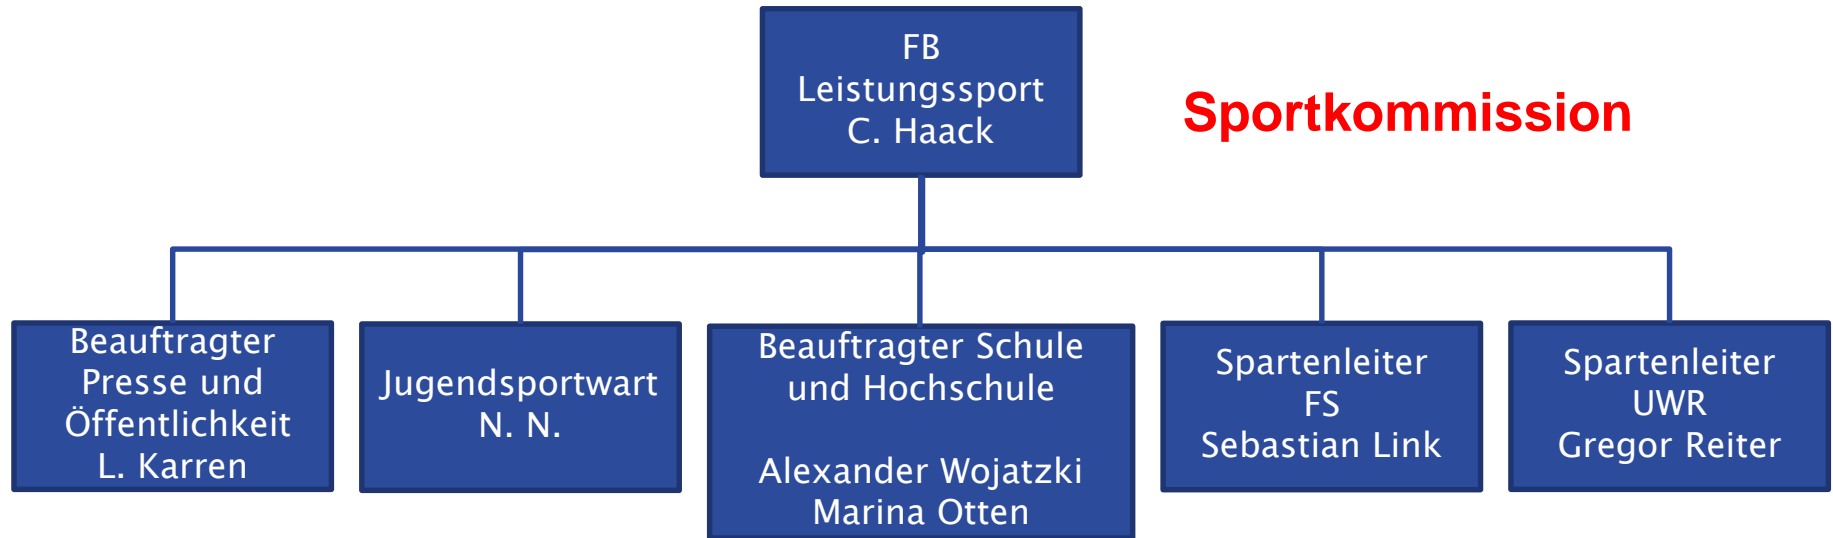 FB
Leistungssport
C. Haack
Sportkommission
Beauftragter
Presse und
Öffentlichkeit
L. Karren
Jugendsportwart
N. N.
Beauftragter Schule
und Hochschule
Alexander Wojatzki
Marina Otten
Spartenleiter
FS
Sebastian Link
Spartenleiter
UWR
Gregor Reiter